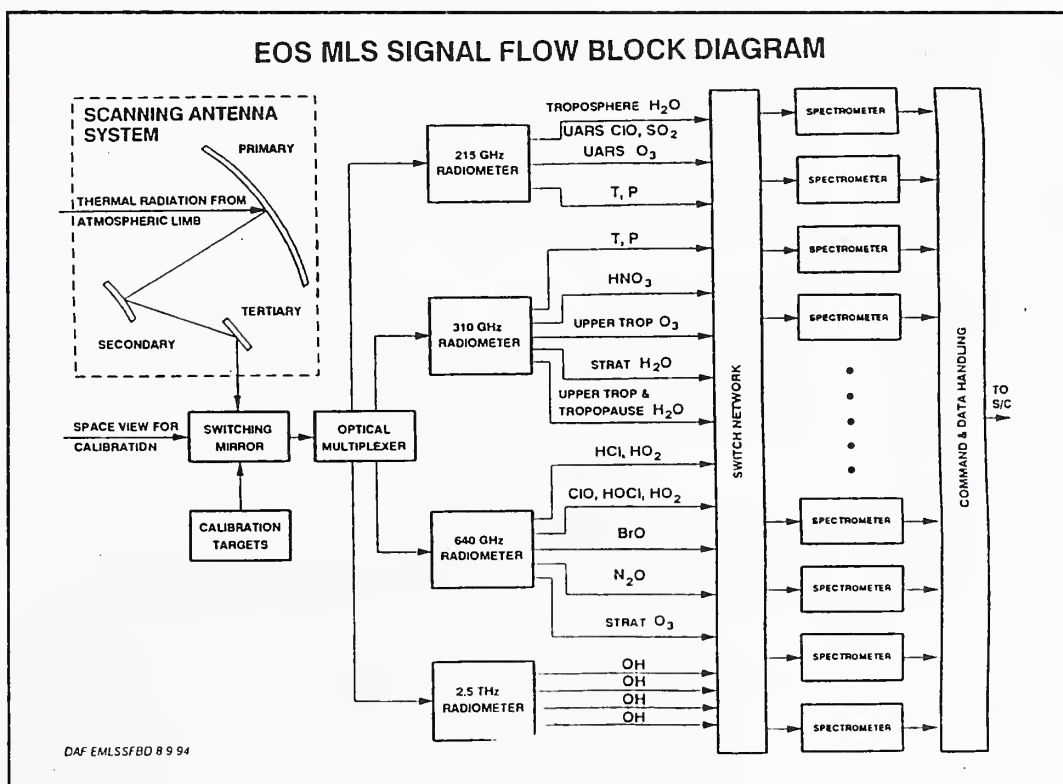 EOS MLS SIGNAL FLOW BLOCK DIAGRAM
SCANNING ANTENNA
SYSTEM
PRIMARY
THERMAL RADIATION FROM
ATMOSPHERIC LIMB
SECONDARY
TERTIARY
SPACE VIEW FOR
CALIBRATION
SWITCHING
MIRROR
CALIBRATION
TARGETS
OPTICAL
MULTIPLEXER
215 GHz
RADIOMETER
TROPOSPHERE H₂O
UARS ClO, SO₂
UARS O₃
T, P
310 GHz
RADIOMETER
T, P
HNO₃
UPPER TROP O₃
STRAT H₂O
UPPER TROP &
TROPOPAUSE H₂O
640 GHz
RADIOMETER
HCl, HO₂
ClO, HOCl, HO₂
BrO
N₂O
STRAT O₃
2.5 THz
RADIOMETER
OH
OH
OH
OH
SWITCH NETWORK
SPECTROMETER
SPECTROMETER
SPECTROMETER
SPECTROMETER
SPECTROMETER
SPECTROMETER
SPECTROMETER
SPECTROMETER
COMMAND & DATA HANDLING
TO
S/C
DAF EMLSSFBD 8 9 94